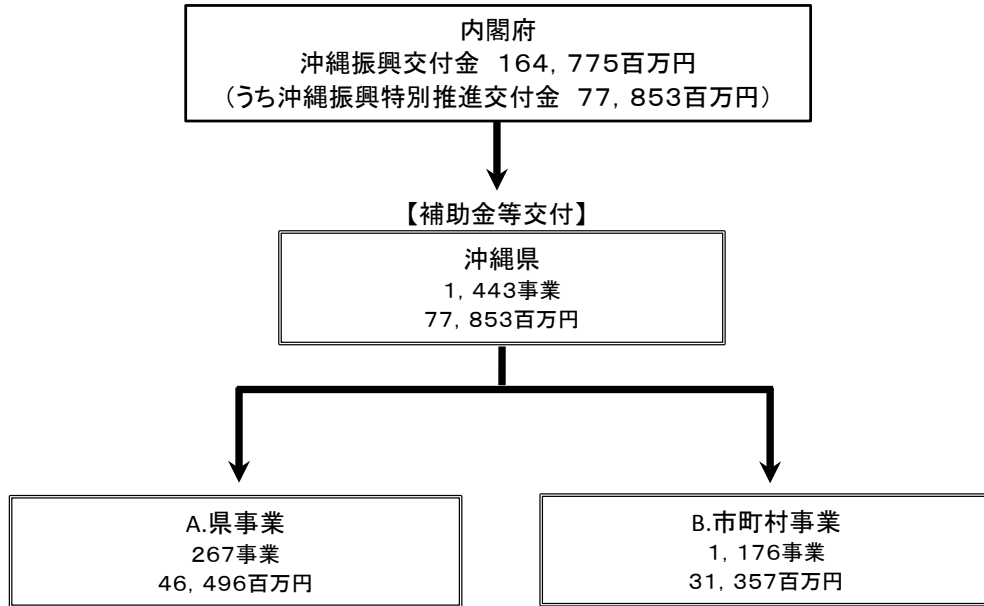 内閣府
沖縄振興交付金 １６４，７７５百万円
（うち沖縄振興特別推進交付金 ７７，８５３百万円）
【補助金等交付】
沖縄県
１，４４３事業
７７，８５３百万円
A.県事業
267事業
４６，４９６百万円
B.市町村事業
１，１７６事業
３１，３５７百万円